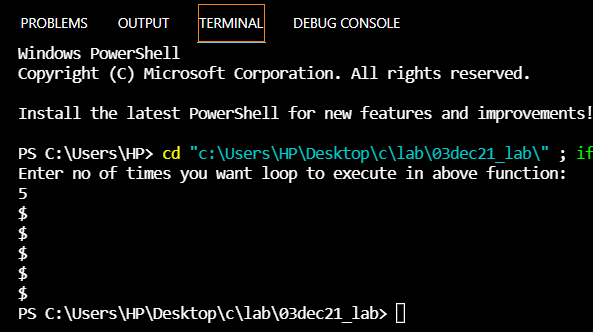 PROBLEMS OUTPUT TERMINAL DEBUG CONSOLE
Windows PowerShell
Copyright (C) Microsoft Corporation. All rights reserved.
Install the latest PowerShell for new features and improvements!
PS C:\Users\HP> cd "c:\Users\HP\Desktop\c\lab\03dec21_lab\" ; if
Enter no of times you want loop to execute in above function:
5
$
$
$
$
$
PS C:\Users\HP\Desktop\c\lab\03dec21_lab>